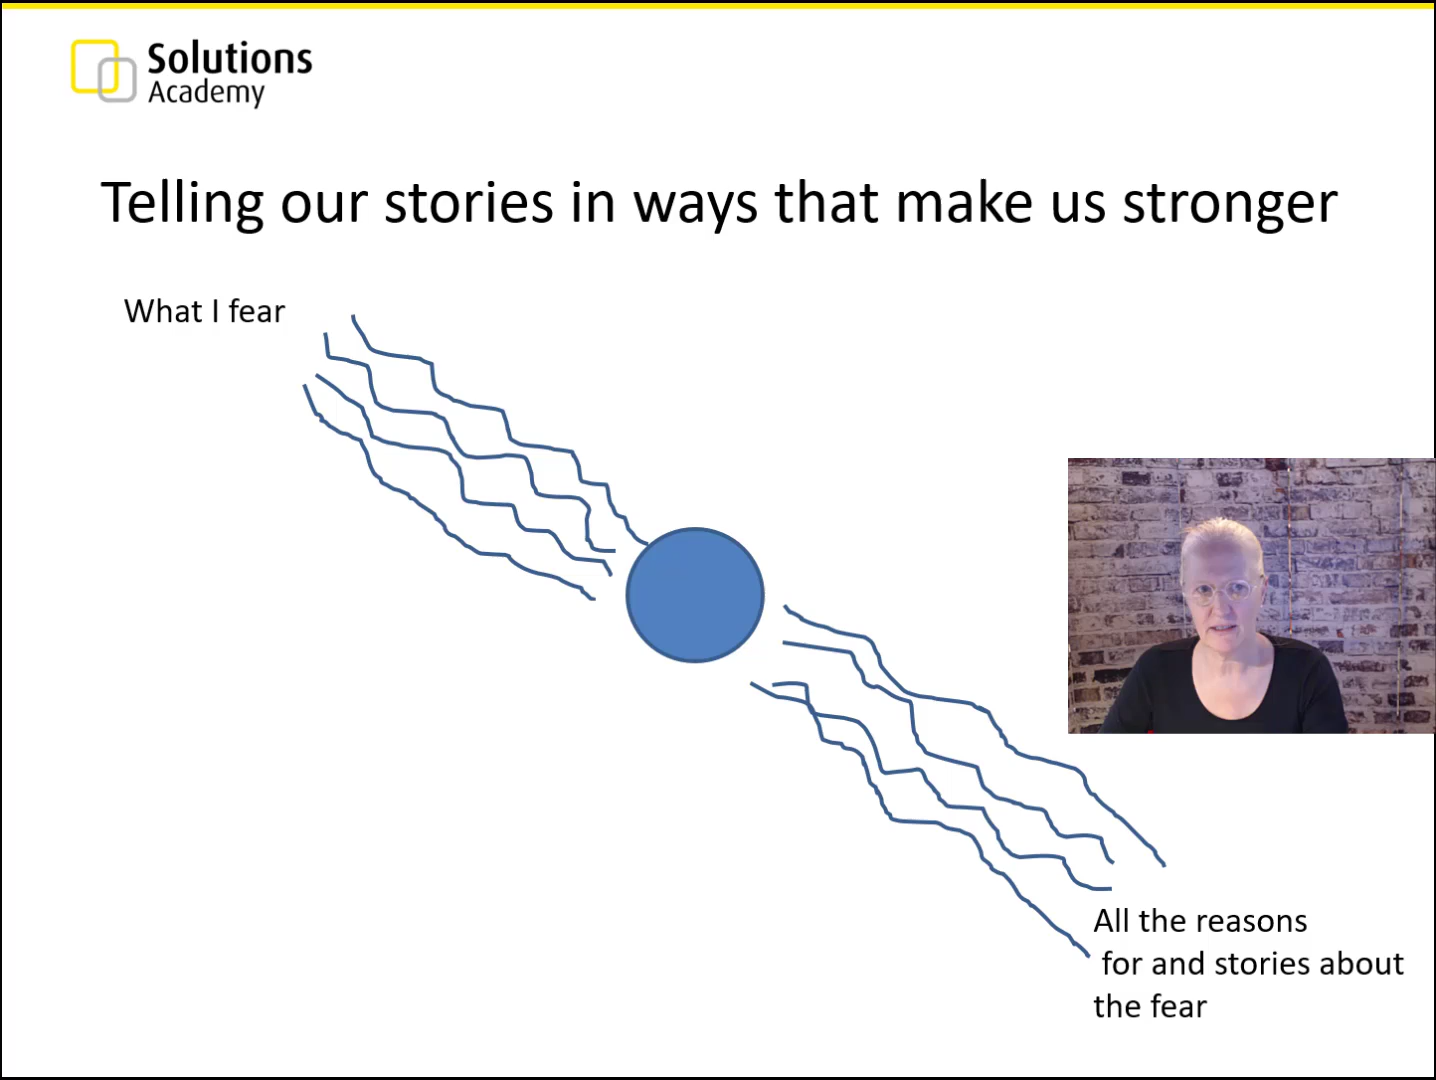 Solutions
Academy
Telling our stories in ways that make us stronger
What I fear
All the reasons
for and stories about
the fear